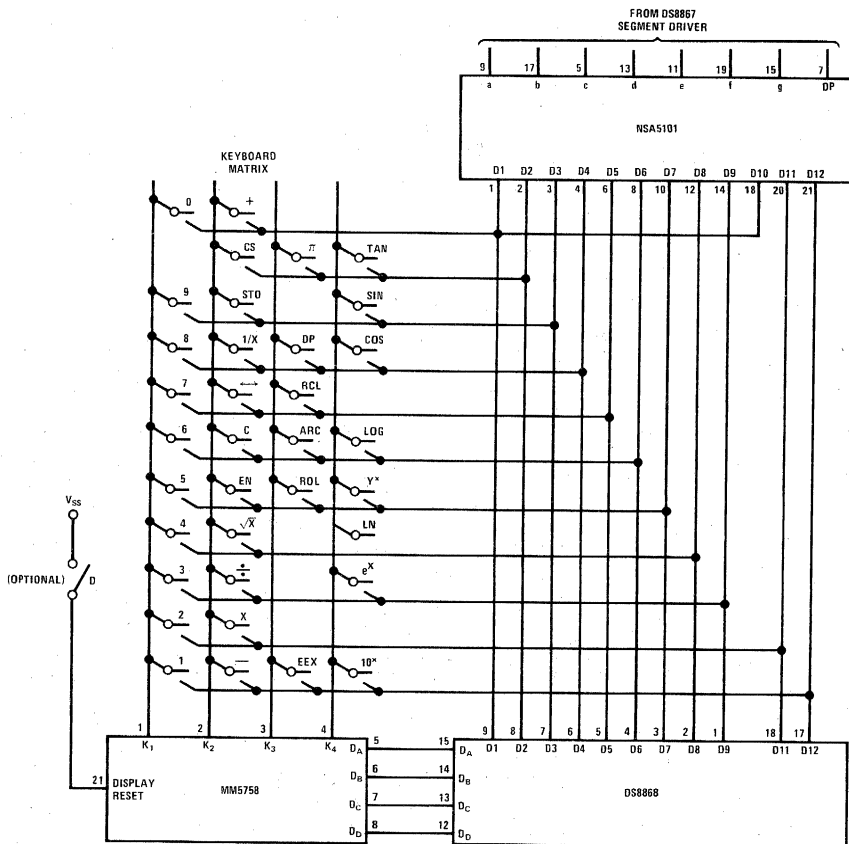 FROM DS8867
SEGMENT DRIVER
9 17 5 13 11 19 15 7
a b c d e f g DP
NSA5101
D1 D2 D3 D4 D5 D6 D7 D8 D9 D10 D11 D12
1 2 3 4 6 8 10 12 14 18 20 21
KEYBOARD
MATRIX
0 +
CS π TAN
9 STO SIN
8 1/X DP COS
7 ↔ RCL
6 C ARC LOG
5 EN ROL Yˣ
4 √X LN
3 ÷ eˣ
2 X
1 — EEX 10ˣ
VSS
(OPTIONAL) D
1 2 3 4
K1 K2 K3 K4
21 DISPLAY
RESET
MM5758
DA 5 15 DA
DB 6 14 DB
DC 7 13 DC
DD 8 12 DD
9 8 7 6 5 4 3 2 1 18 17
D1 D2 D3 D4 D5 D6 D7 D8 D9 D11 D12
DS8868